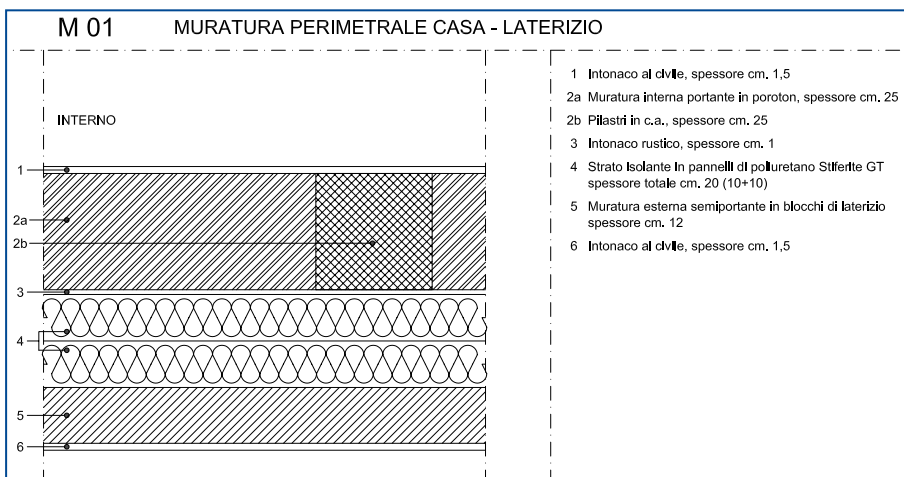 M 01 MURATURA PERIMETRALE CASA - LATERIZIO
INTERNO
1
2a
2b
3
4
5
6
1 Intonaco al civile, spessore cm. 1,5
2a Muratura interna portante in poroton, spessore cm. 25
2b Pilastri in c.a., spessore cm. 25
3 Intonaco rustico, spessore cm. 1
4 Strato isolante in pannelli di poliuretano Stiferite GT
spessore totale cm. 20 (10+10)
5 Muratura esterna semiportante in blocchi di laterizio
spessore cm. 12
6 Intonaco al civile, spessore cm. 1,5